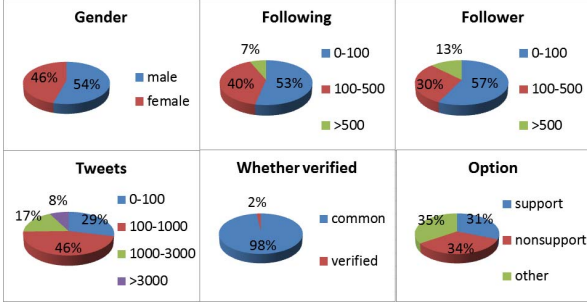 Gender
46%
54%
male
female
Following
7%
40%
53%
0-100
100-500
>500
Follower
13%
30%
57%
0-100
100-500
>500
Tweets
8%
17%
29%
46%
0-100
100-1000
1000-3000
>3000
Whether verified
2%
98%
common
verified
Option
35%
31%
34%
support
nonsupport
other